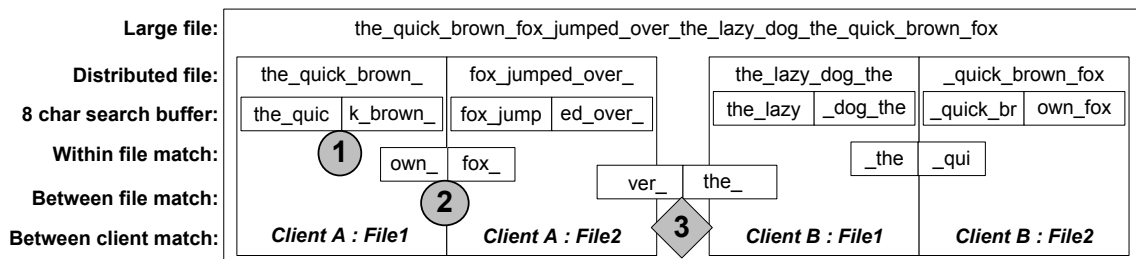 Large file: the_quick_brown_fox_jumped_over_the_lazy_dog_the_quick_brown_fox
Distributed file: the_quick_brown_ fox_jumped_over_ the_lazy_dog_the _quick_brown_fox
8 char search buffer: the_quic k_brown_ fox_jump ed_over_ the_lazy _dog_the _quick_br own_fox
Within file match: 1 own_ fox_ _the _qui
ver_ the_
Between file match: 2
3
Between client match: Client A : File1 Client A : File2 Client B : File1 Client B : File2